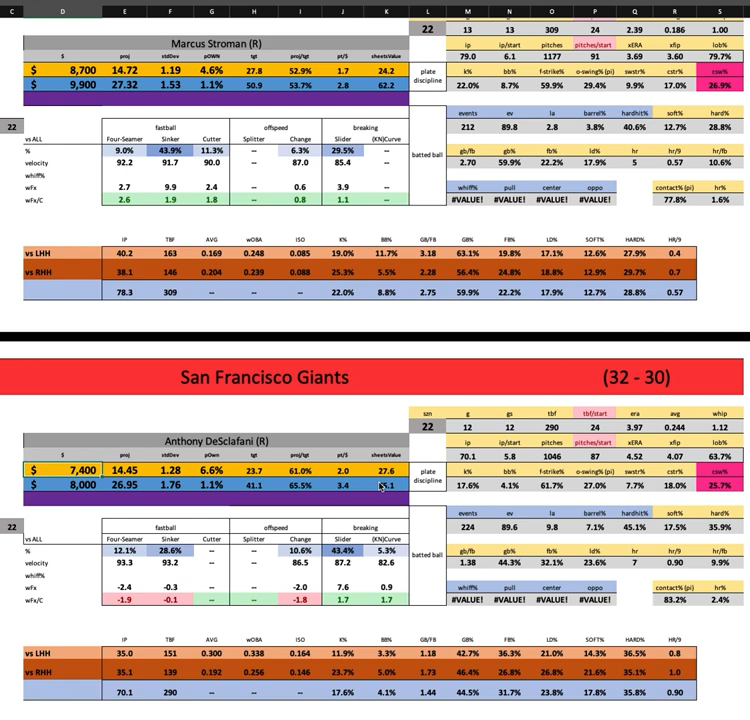 C D E F G H I J K L M N O P Q R S
22 13 13 309 24 2.39 0.186 1.00
Marcus Stroman (R) ip ip/start pitches pitches/start xERA xfip lob%
$ proj stdDev pOWN tgt proj/tgt pt/$ sheetsValue 79.0 6.1 1177 91 3.69 3.60 79.7%
$ 8,700 14.72 1.19 4.6% 27.8 52.9% 1.7 24.2 plate discipline k% bb% f-strike% o-swing% (pi) swstr% cstr% csw%
$ 9,900 27.32 1.53 1.1% 50.9 53.7% 2.8 62.2 22.0% 8.7% 59.9% 29.4% 9.9% 17.0% 26.9%
events ev la barrel% hardhit% soft% hard%
22 fastball offspeed breaking batted ball 212 89.8 2.8 3.8% 40.6% 12.7% 28.8%
vs ALL Four-Seamer Sinker Cutter Splitter Change Slider (KN)Curve
% 9.0% 43.9% 11.3% -- 6.3% 29.5% -- gb/fb gb% fb% ld% hr hr/9 hr/fb
velocity 92.2 91.7 90.0 -- 87.0 85.4 -- 2.70 59.9% 22.2% 17.9% 5 0.57 10.6%
whiff%
wFx 2.7 9.9 2.4 -- 0.6 3.9 -- whiff% pull center oppo contact% (pi) hr%
wFx/C 2.6 1.9 1.8 -- 0.8 1.1 -- #VALUE! #VALUE! #VALUE! #VALUE! 77.8% 1.6%
IP TBF AVG wOBA ISO K% BB% GB/FB GB% FB% LD% SOFT% HARD% HR/9
vs LHH 40.2 163 0.169 0.248 0.085 19.0% 11.7% 3.18 63.1% 19.8% 17.1% 12.6% 27.9% 0.4
vs RHH 38.1 146 0.204 0.239 0.088 25.3% 5.5% 2.28 56.4% 24.8% 18.8% 12.9% 29.7% 0.7
78.3 309 -- -- -- 22.0% 8.8% 2.75 59.9% 22.2% 17.9% 12.7% 28.8% 0.57
San Francisco Giants (32 - 30)
szn g gs tbf tbf/start era avg whip
22 12 12 290 24 3.97 0.244 1.12
Anthony DeSclafani (R) ip ip/start pitches pitches/start xERA xfip lob%
$ proj stdDev pOwn tgt proj/tgt pt/$ sheetsValue 70.1 5.8 1046 87 4.52 4.07 63.7%
$ 7,400 14.45 1.28 6.6% 23.7 61.0% 2.0 27.6 plate discipline k% bb% f-strike% o-swing% (pi) swstr% cstr% csw%
$ 8,000 26.95 1.76 1.1% 41.1 65.5% 3.4 17.6% 4.1% 61.7% 27.0% 7.7% 18.0% 25.7%
events ev la barrel% hardhit% soft% hard%
22 fastball offspeed breaking batted ball 224 89.6 9.8 7.1% 45.1% 17.5% 35.9%
vs ALL Four-Seamer Sinker Cutter Splitter Change Slider (KN)Curve
% 12.1% 28.6% -- -- 10.6% 43.4% 5.3% gb/fb gb% fb% ld% hr hr/9 hr/fb
velocity 93.3 93.2 -- -- 86.5 87.2 82.6 1.38 44.3% 32.1% 23.6% 7 0.90 9.9%
whiff%
wFx -2.4 -0.3 -- -- -2.0 7.6 0.9 whiff% pull center oppo contact% (pi) hr%
wFx/C -1.9 -0.1 -- -- -1.8 1.7 1.7 #VALUE! #VALUE! #VALUE! #VALUE! 83.2% 2.4%
IP TBF AVG wOBA ISO K% BB% GB/FB GB% FB% LD% SOFT% HARD% HR/9
vs LHH 35.0 151 0.300 0.338 0.164 11.9% 3.3% 1.18 42.7% 36.3% 21.0% 14.3% 36.5% 0.8
vs RHH 35.1 139 0.192 0.256 0.146 23.7% 5.0% 1.73 46.4% 26.8% 26.8% 21.6% 35.1% 1.0
70.1 290 -- -- -- 17.6% 4.1% 1.44 44.5% 31.7% 23.8% 17.8% 35.8% 0.90